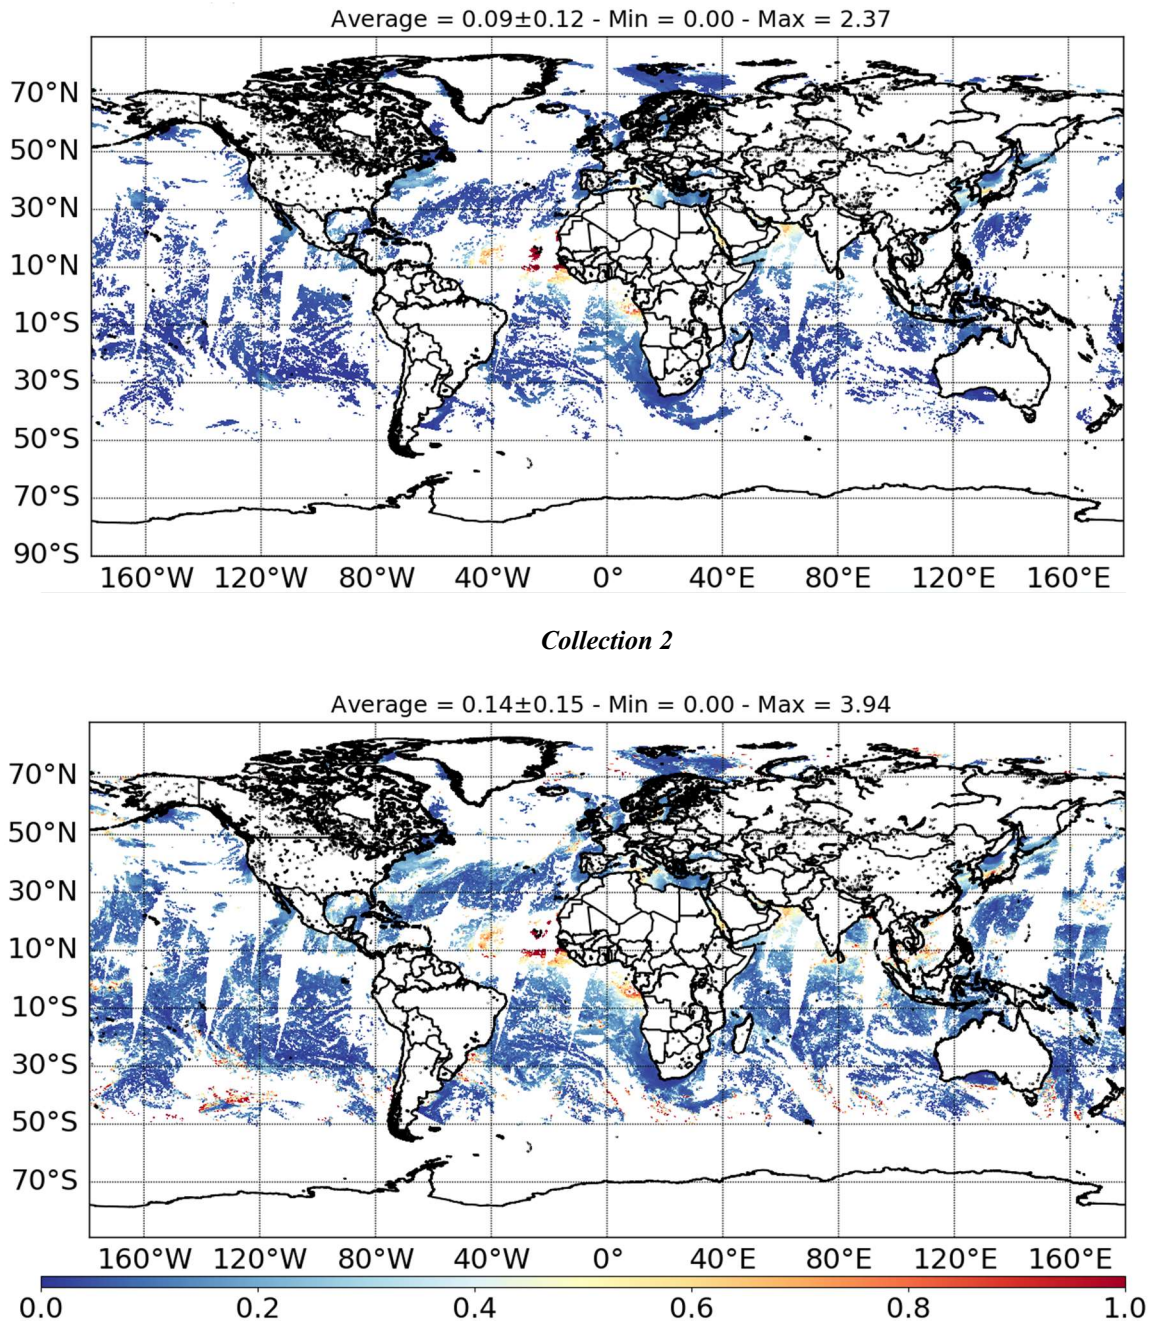 Average = 0.09±0.12 - Min = 0.00 - Max = 2.37
70°N
50°N
30°N
10°N
10°S
30°S
50°S
70°S
90°S
160°W 120°W 80°W 40°W 0° 40°E 80°E 120°E 160°E
Collection 2
Average = 0.14±0.15 - Min = 0.00 - Max = 3.94
70°N
50°N
30°N
10°N
10°S
30°S
50°S
70°S
160°W 120°W 80°W 40°W 0° 40°E 80°E 120°E 160°E
0.0 0.2 0.4 0.6 0.8 1.0